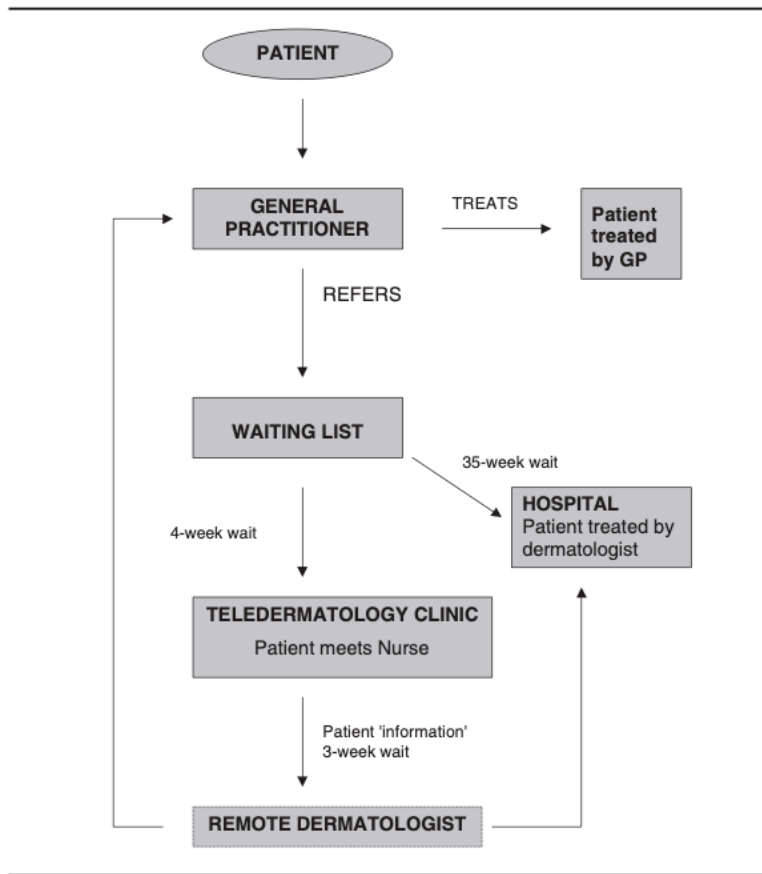 PATIENT
GENERAL
PRACTITIONER
TREATS
Patient
treated
by GP
REFERS
WAITING LIST
35-week wait
HOSPITAL
Patient treated by
dermatologist
4-week wait
TELEDERMATOLOGY CLINIC
Patient meets Nurse
Patient 'information'
3-week wait
REMOTE DERMATOLOGIST